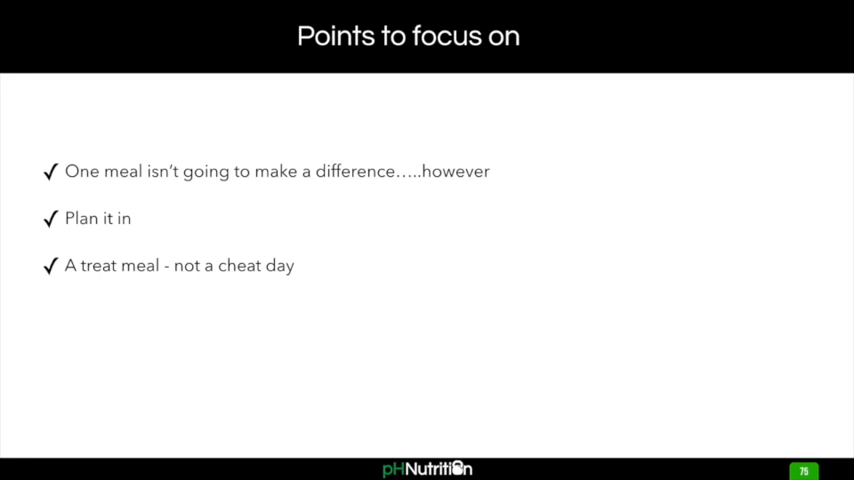 Points to focus on
✓ One meal isn't going to make a difference…..however
✓ Plan it in
✓ A treat meal - not a cheat day
pHNutrition
75